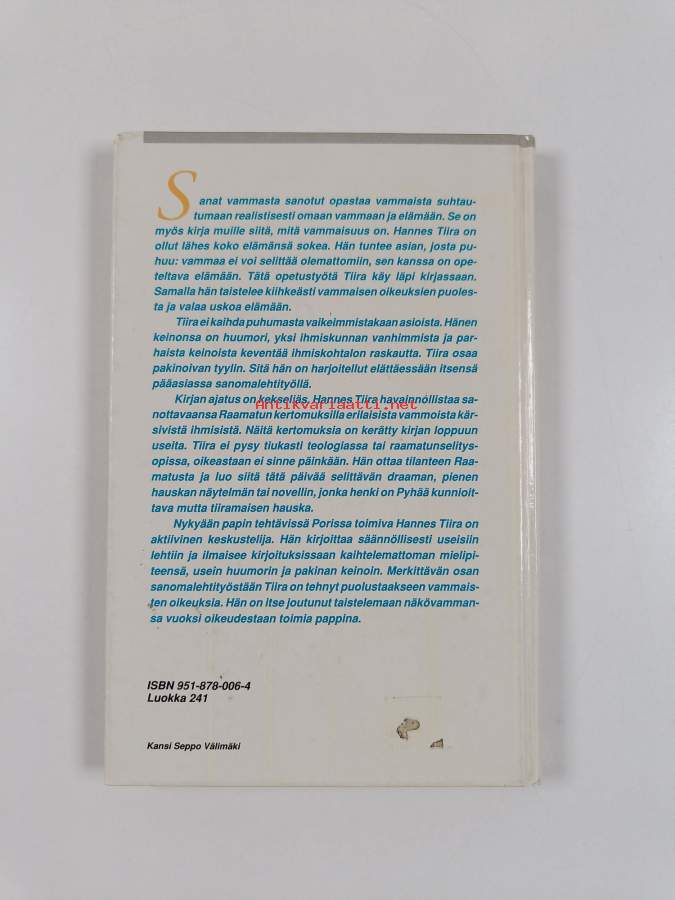 Sanat vammasta sanotut opastaa vammaista suhtau-
tumaan realistisesti omaan vammaan ja elämään. Se on
myös kirja muille siitä, mitä vammaisuus on. Hannes Tiira on
ollut lähes koko elämänsä sokea. Hän tuntee asian, josta pu-
huu: vammaa ei voi selittää olemattomiin, sen kanssa on ope-
teltava elämään. Tätä opetustyötä Tiira käy läpi kirjassaan.
Samalla hän taistelee kiihkeästi vammaisen oikeuksien puoles-
ta ja valaa uskoa elämään.
Tiira ei kaihda puhumasta vaikeimmistakaan asioista. Hänen
keinonsa on huumori, yksi ihmiskunnan vanhimmista ja par-
haista keinoista keventää ihmiskohtalon raskautta. Tiira osaa
pakinoivan tyylin. Sitä hän on harjoitellut elättäessään itsensä
pääasiassa sanomalehtityöllä.
Kirjan ajatus on kekseliäs. Hannes Tiira havainnöllistaa sa-
nottavaansa Raamatun kertomuksilla erilaisista vammoista kär-
Antikvariaatti.net
sivistä ihmisistä. Näitä kertomuksia on kerätty kirjan loppuun
useita. Tiira ei pysy tiukasti teologiassa tai raamatunselitys-
opissa, oikeastaan ei sinne päinkään. Hän ottaa tilanteen Raa-
matusta ja luo siitä tätä päivää selittävän draaman, pienen
hauskan näytelmän tai novellin, jonka henki on Pyhää kunnioit-
tava mutta tiiramaisen hauska.
Nykyään papin tehtävissä Porissa toimiva Hannes Tiira on
aktiivinen keskustelija. Hän kirjoittaa säännöllisesti useisiin
lehtiin ja ilmaisee kirjoituksissaan kaihtelemattoman mielipi-
teensä, usein huumorin ja pakinan keinoin. Merkittävän osan
sanomalehtityöstään Tiira on tehnyt puolustaakseen vammais-
ten oikeuksia. Hän on itse joutunut taistelemaan näkövamman-
sa vuoksi oikeudestaan toimia pappina.
ISBN 951-878-006-4
Luokka 241
Kansi Seppo Välimäki